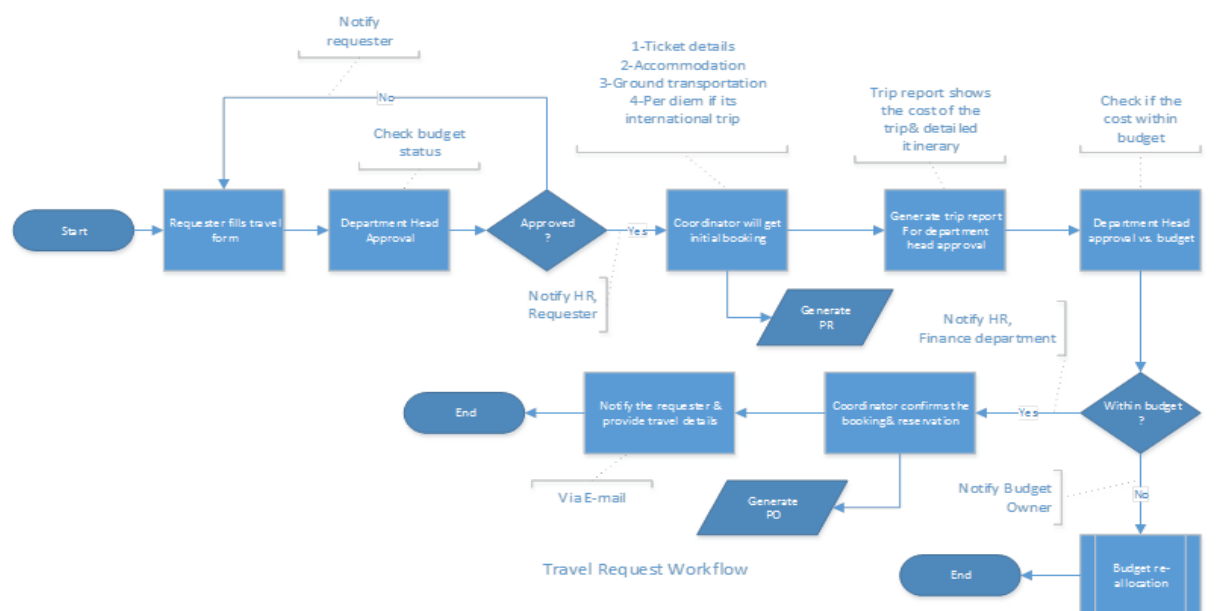 Notify
requester
No
Check budget
status
1-Ticket details
2-Accommodation
3-Ground transportation
4-Per diem if its
international trip
Trip report shows
the cost of the
trip& detailed
itinerary
Check if the
cost within
budget
Start
Requester fills travel
form
Department Head
Approval
Approved
?
Yes
Coordinator will get
initial booking
Generate trip report
For department
head approval
Department Head
approval vs. budget
Notify HR,
Requester
Generate
PR
Notify HR,
Finance department
End
Notify the requester &
provide travel details
Coordinator confirms the
booking& reservation
Yes
Within budget
?
Via E-mail
Generate
PO
Notify Budget
Owner
No
Travel Request Workflow
End
Budget re-
allocation